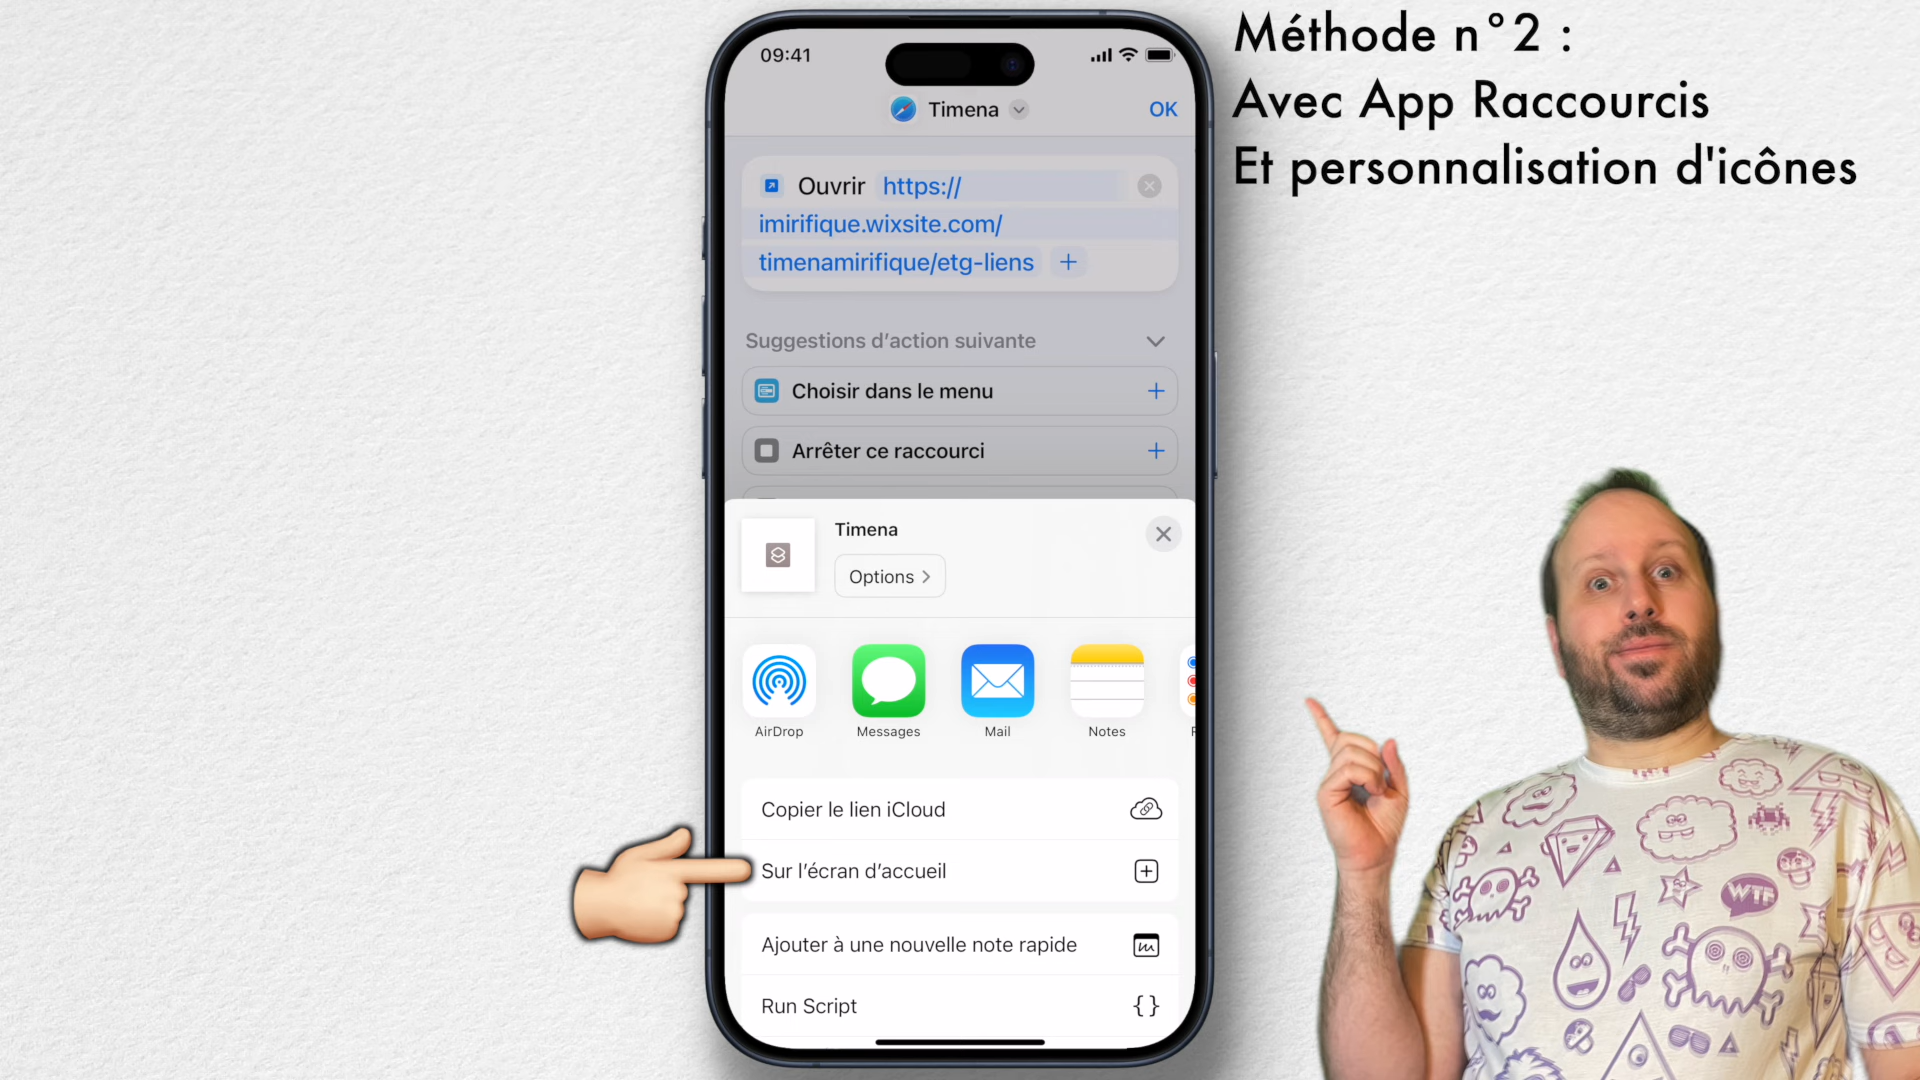 Méthode n°2 :
Avec App Raccourcis
Et personnalisation d'icônes
09:41
Timena
OK
Ouvrir https://
imirifique.wixsite.com/
timenamirifique/etg-liens
Suggestions d’action suivante
Choisir dans le menu
Arrêter ce raccourci
Timena
Options
AirDrop
Messages
Mail
Notes
Copier le lien iCloud
Sur l’écran d’accueil
Ajouter à une nouvelle note rapide
Run Script
WTF